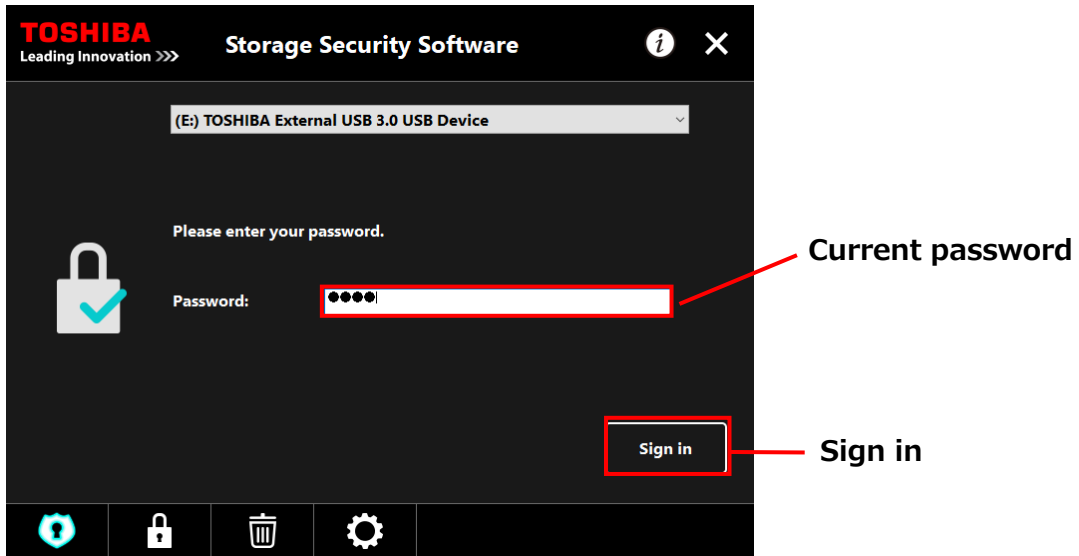 TOSHIBA
Leading Innovation >>>
Storage Security Software
(E:) TOSHIBA External USB 3.0 USB Device
Please enter your password.
Current password
Password: ●●●●
Sign in
Sign in